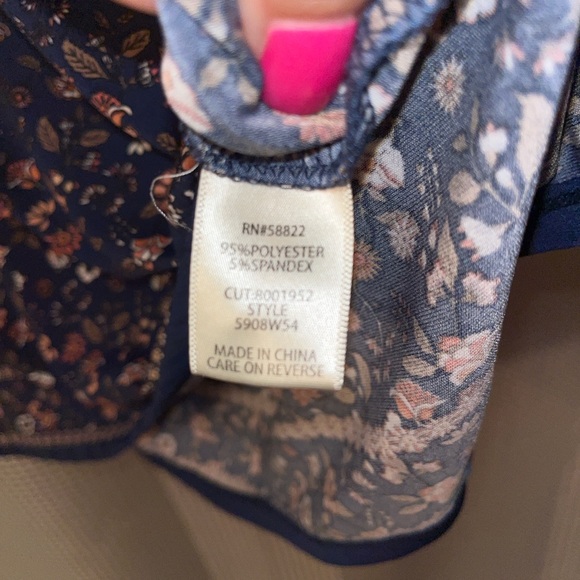 RN#58822
95%POLYESTER
5%SPANDEX
CUT:8001952
STYLE
5908W54
MADE IN CHINA
CARE ON REVERSE